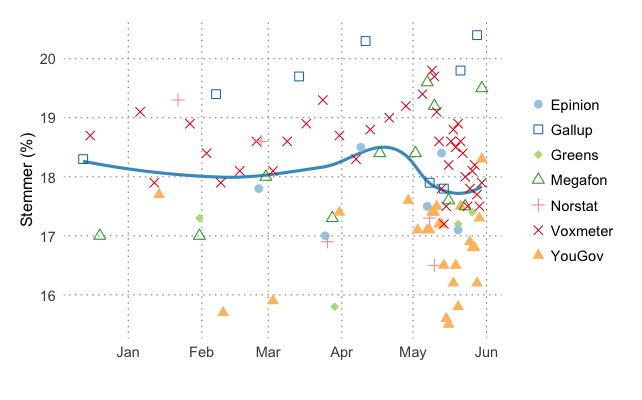 Stemmer (%)
20
19
18
17
16
Jan Feb Mar Apr May Jun
Epinion
Gallup
Greens
Megafon
Norstat
Voxmeter
YouGov